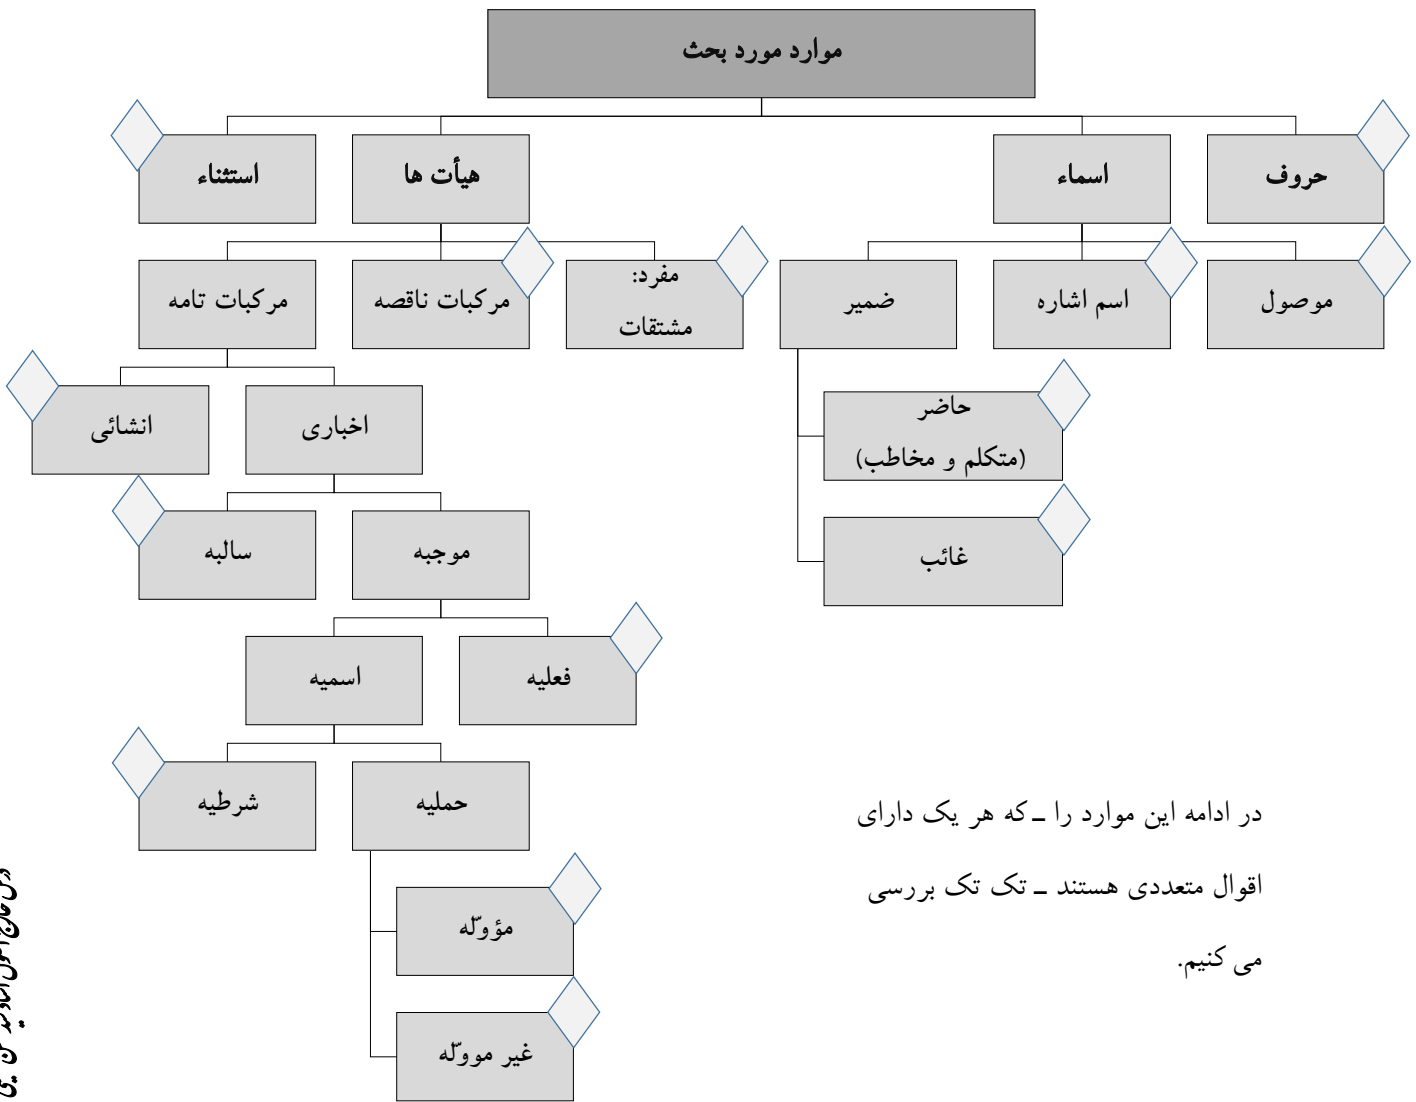 موارد مورد بحث
حروف
اسماء
هیأت ها
استثناء
موصول
اسم اشاره
ضمیر
مفرد:
مشتقات
مرکبات ناقصه
مرکبات تامه
حاضر
(متکلم و مخاطب)
غائب
اخباری
انشائی
موجبه
سالبه
فعلیه
اسمیه
حملیه
شرطیه
مؤوّله
غیر موولّه
در ادامه این موارد را ـ که هر یک دارای
اقوال متعددی هستند ـ تک تک بررسی
می کنیم.